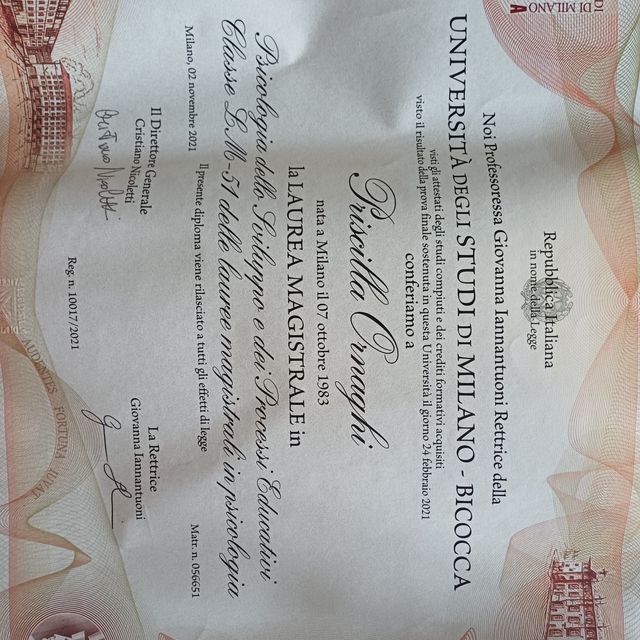 Repubblica Italiana
in nome della Legge
Noi Professoressa Giovanna Iannantuoni Rettrice della
UNIVERSITÀ DEGLI STUDI DI MILANO - BICOCCA
visti gli attestati degli studi compiuti e dei crediti formativi acquisiti
visto il risultato della prova finale sostenuta in questa Università il giorno 24 febbraio 2021
conferiamo a
Priscilla Ornaghi
nata a Milano il 07 ottobre 1983
la LAUREA MAGISTRALE in
Psicologia dello Sviluppo e dei Processi Educativi
Classe LM-51 delle lauree magistrali in psicologia
Il presente diploma viene rilasciato a tutti gli effetti di legge
Milano, 02 novembre 2021
Matr. n. 056651
Il Direttore Generale
Cristiano Nicoletti
La Rettrice
Giovanna Iannantuoni
Reg. n. 10017/2021
AUDENTES FORTUNA IUVAT
DI MILANO